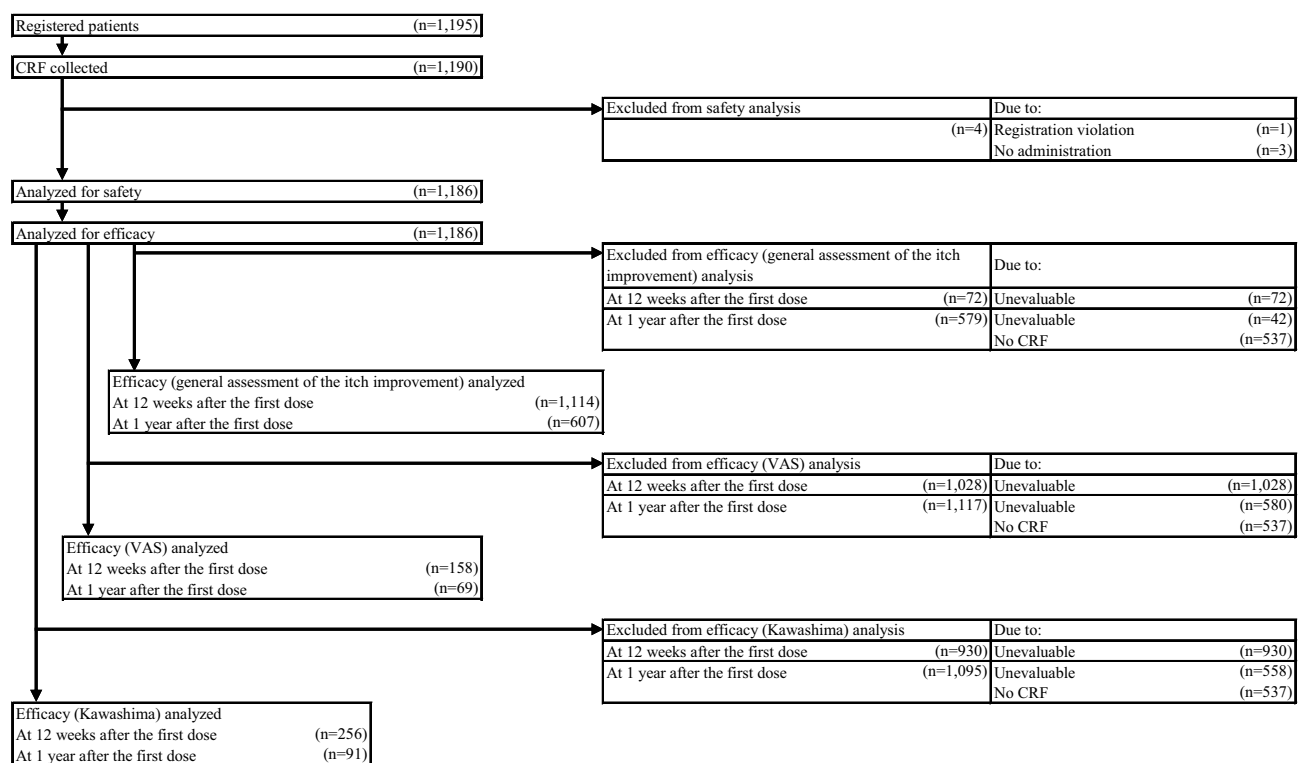 Registered patients (n=1,195)
CRF collected (n=1,190)
Excluded from safety analysis Due to:
(n=4) Registration violation (n=1)
No administration (n=3)
Analyzed for safety (n=1,186)
Analyzed for efficacy (n=1,186)
Excluded from efficacy (general assessment of the itch
improvement) analysis
Due to:
At 12 weeks after the first dose (n=72) Unevaluable (n=72)
At 1 year after the first dose (n=579) Unevaluable (n=42)
No CRF (n=537)
Efficacy (general assessment of the itch improvement) analyzed
At 12 weeks after the first dose (n=1,114)
At 1 year after the first dose (n=607)
Excluded from efficacy (VAS) analysis Due to:
At 12 weeks after the first dose (n=1,028) Unevaluable (n=1,028)
At 1 year after the first dose (n=1,117) Unevaluable (n=580)
No CRF (n=537)
Efficacy (VAS) analyzed
At 12 weeks after the first dose (n=158)
At 1 year after the first dose (n=69)
Excluded from efficacy (Kawashima) analysis Due to:
At 12 weeks after the first dose (n=930) Unevaluable (n=930)
At 1 year after the first dose (n=1,095) Unevaluable (n=558)
No CRF (n=537)
Efficacy (Kawashima) analyzed
At 12 weeks after the first dose (n=256)
At 1 year after the first dose (n=91)